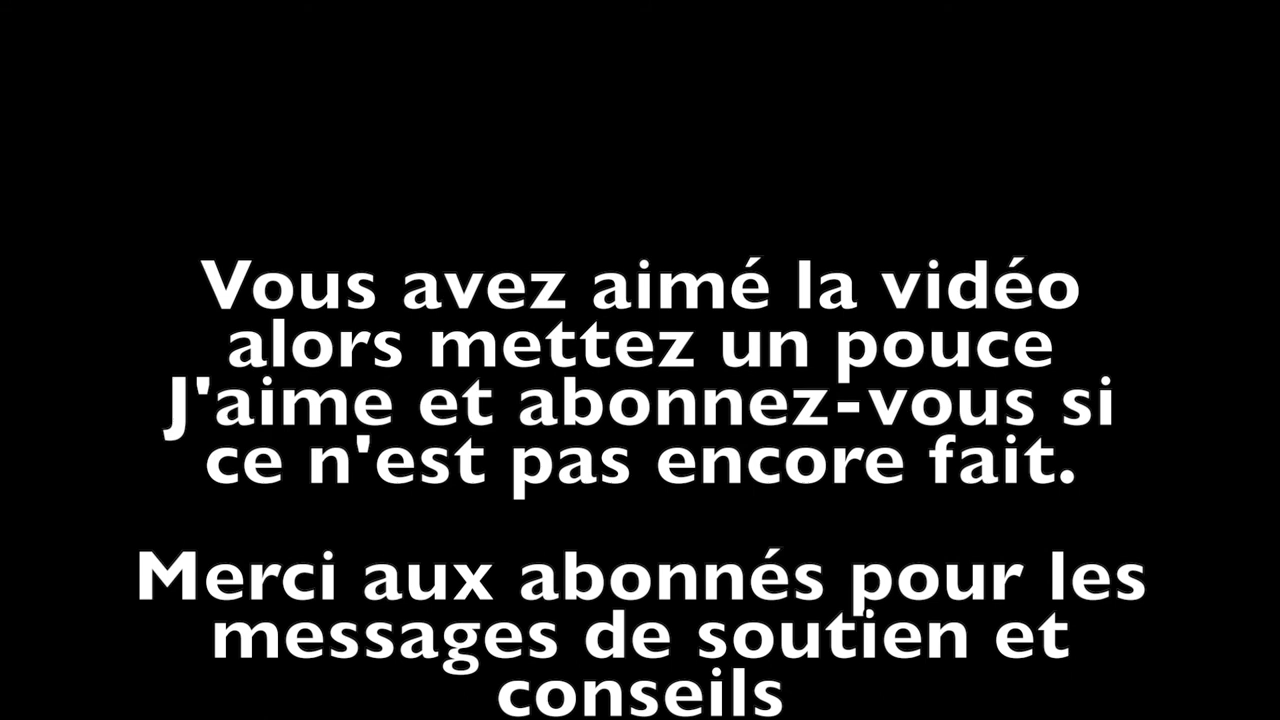 Vous avez aimé la vidéo
alors mettez un pouce
J'aime et abonnez-vous si
ce n'est pas encore fait.
Merci aux abonnés pour les
messages de soutien et
conseils